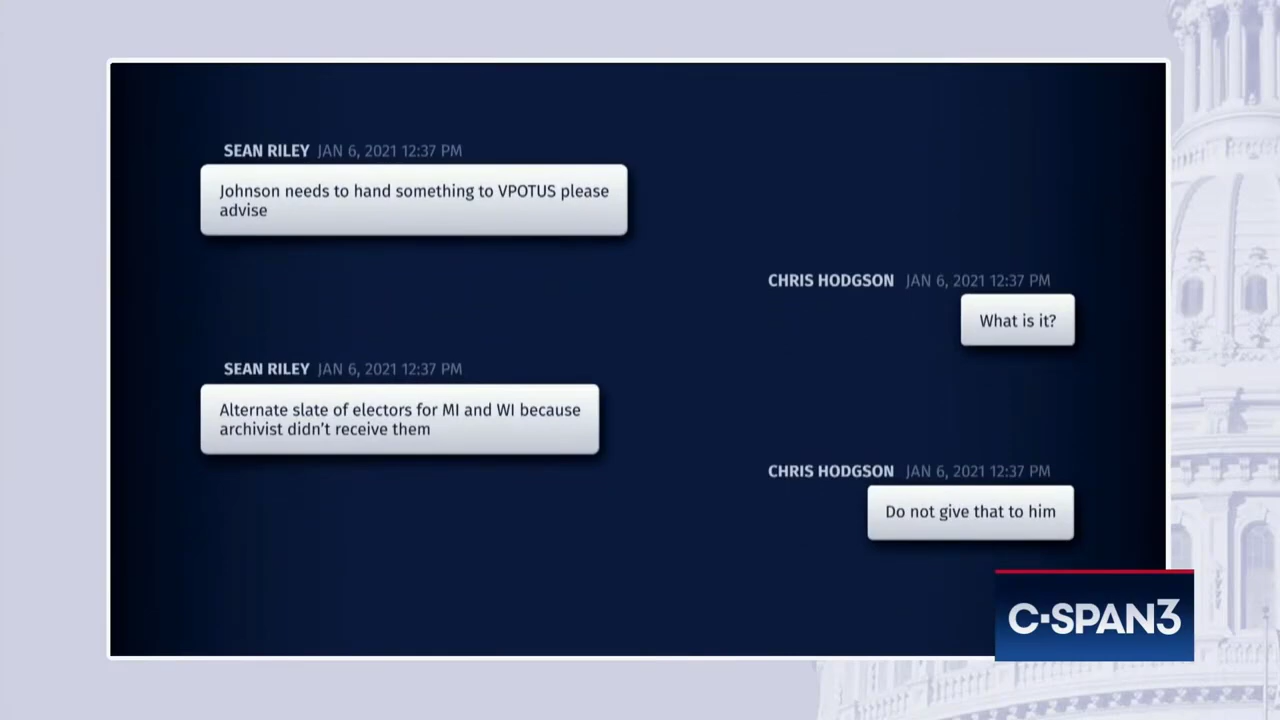 SEAN RILEY JAN 6, 2021 12:37 PM
Johnson needs to hand something to VPOTUS please
advise
CHRIS HODGSON JAN 6, 2021 12:37 PM
What is it?
SEAN RILEY JAN 6, 2021 12:37 PM
Alternate slate of electors for MI and WI because
archivist didn’t receive them
CHRIS HODGSON JAN 6, 2021 12:37 PM
Do not give that to him
C·SPAN3